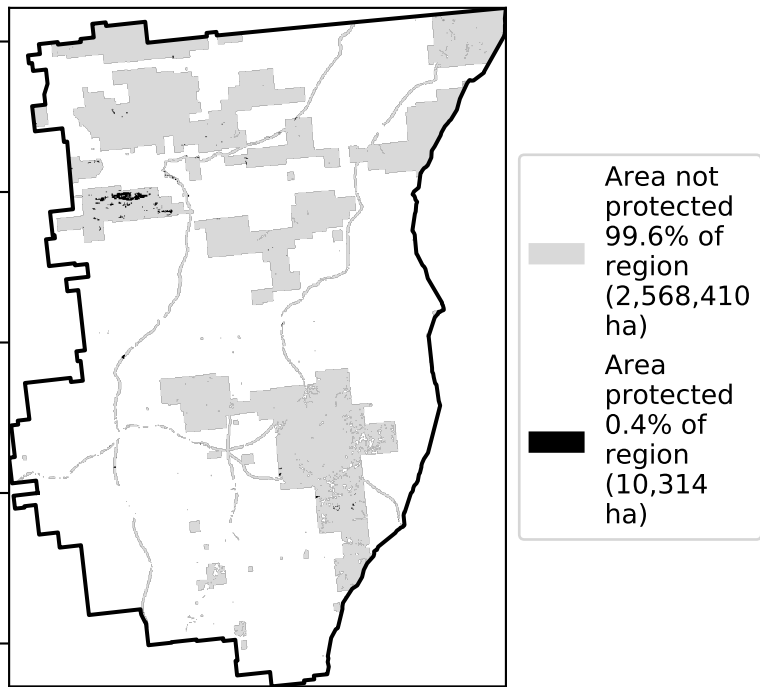 Area not
protected
99.6% of
region
(2,568,410
ha)
Area
protected
0.4% of
region
(10,314
ha)